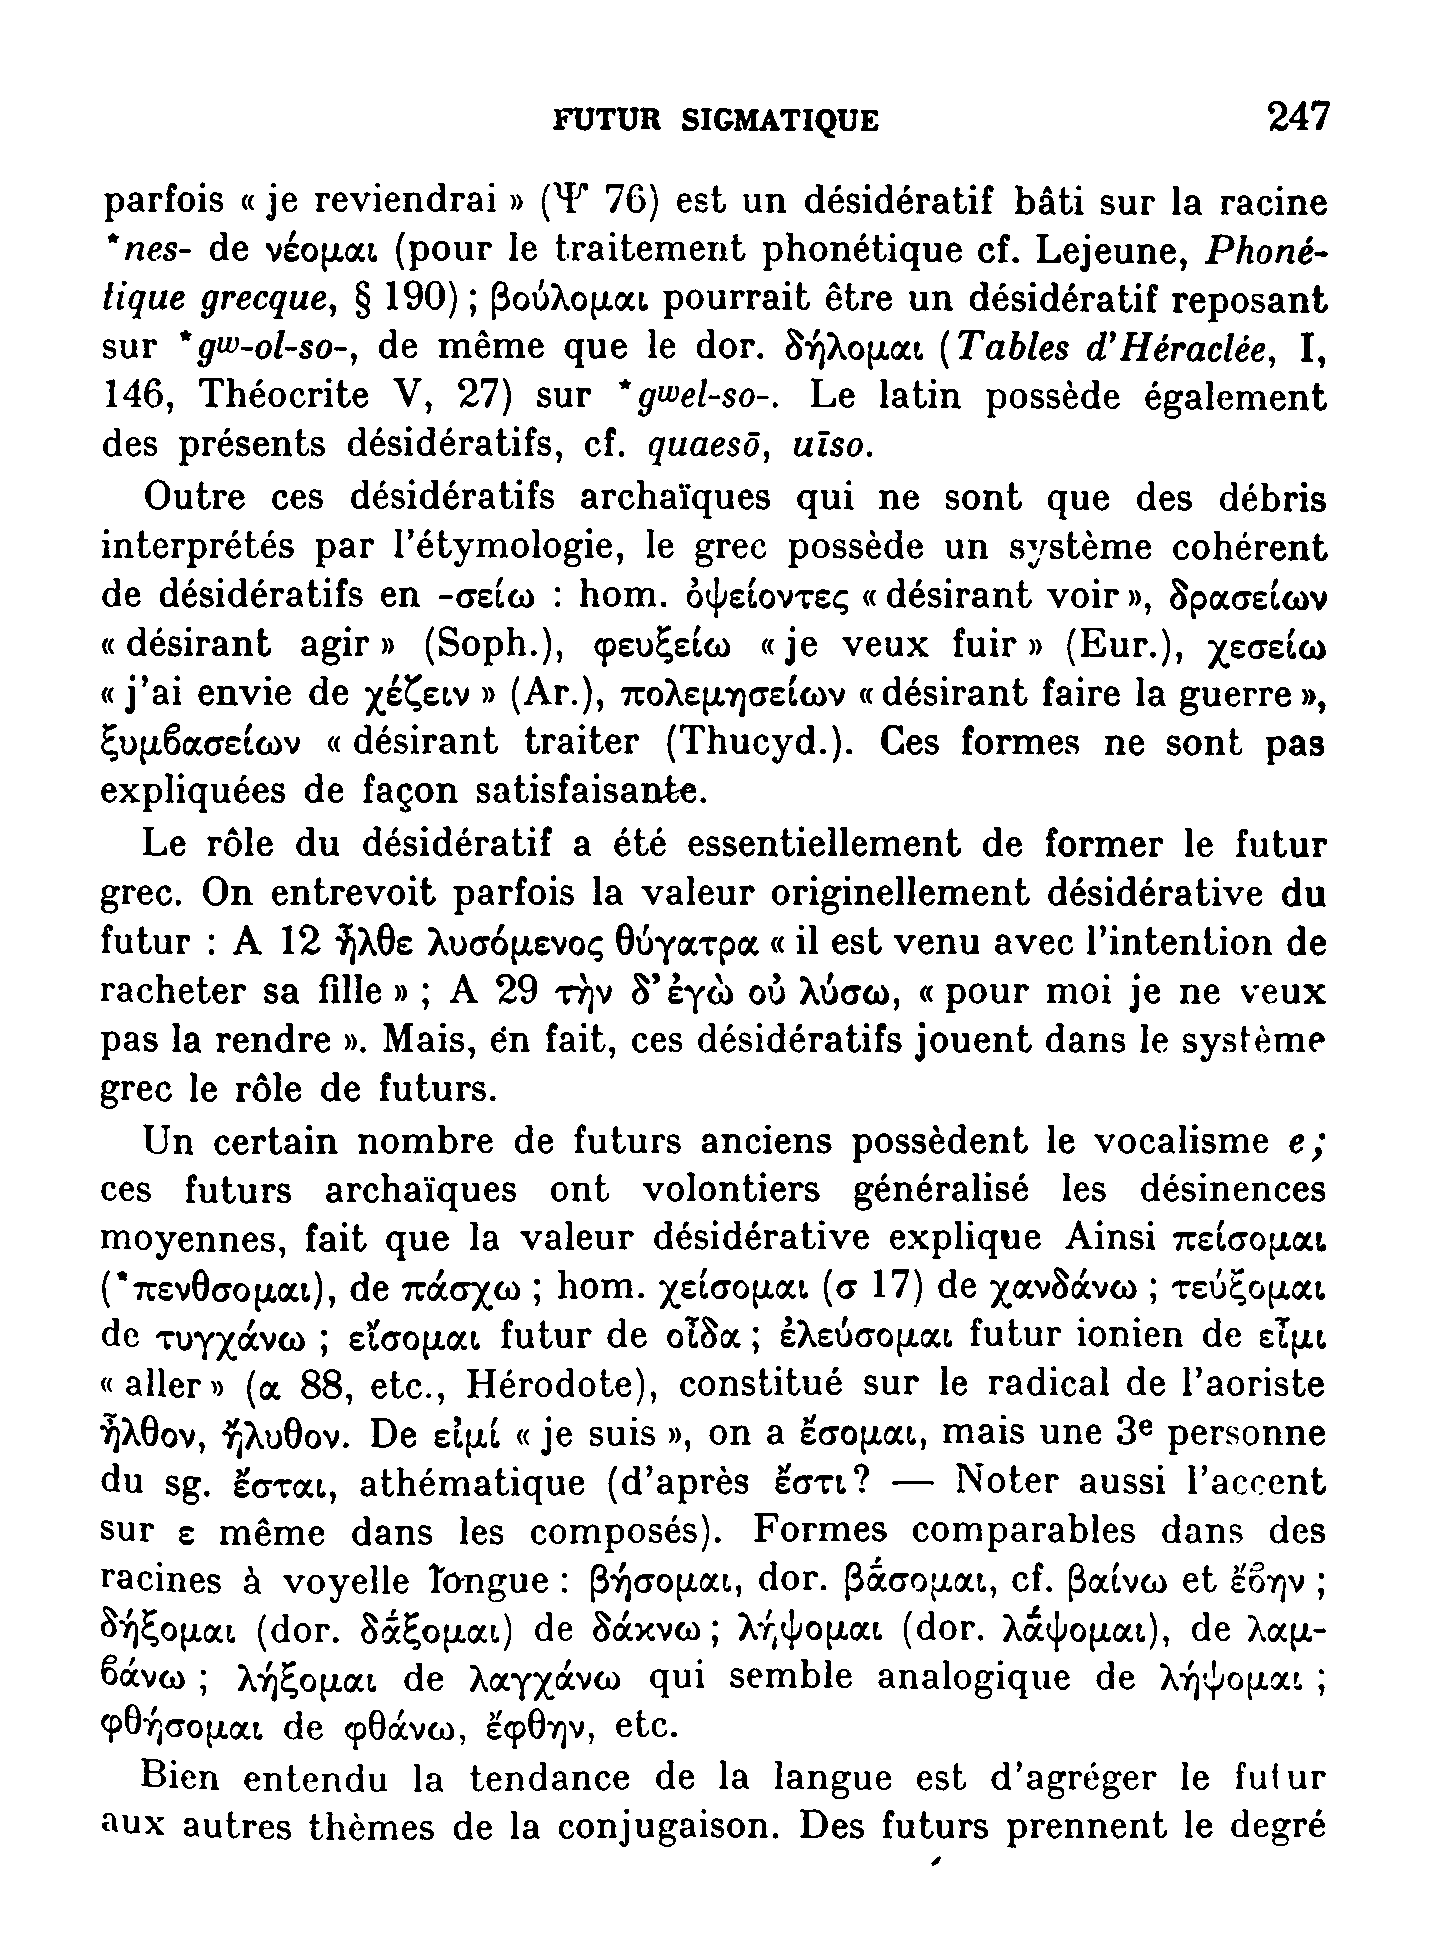 FUTUR SIGMATIQUE 247
parfois « je reviendrai » (Ψ 76) est un désidératif bâti sur la racine
*nes- de νέομαι (pour le traitement phonétique cf. Lejeune, Phoné-
tique grecque, § 190) ; βούλομαι pourrait être un désidératif reposant
sur *gw-ol-so-, de même que le dor. δήλομαι (Tables d'Héraclée, I,
146, Théocrite V, 27) sur *gwel-so-. Le latin possède également
des présents désidératifs, cf. quaesō, uīso.
Outre ces désidératifs archaïques qui ne sont que des débris
interprétés par l'étymologie, le grec possède un système cohérent
de désidératifs en -σείω : hom. ὀψείοντες « désirant voir », δρασείων
« désirant agir » (Soph.), φευξείω « je veux fuir » (Eur.), χεσείω
« j'ai envie de χέζειν » (Ar.), πολεμησείων « désirant faire la guerre »,
ξυμϐασείων « désirant traiter (Thucyd.). Ces formes ne sont pas
expliquées de façon satisfaisante.
Le rôle du désidératif a été essentiellement de former le futur
grec. On entrevoit parfois la valeur originellement désidérative du
futur : A 12 ἦλθε λυσόμενος θύγατρα « il est venu avec l'intention de
racheter sa fille » ; A 29 τὴν δ' ἐγὼ οὐ λύσω, « pour moi je ne veux
pas la rendre ». Mais, en fait, ces désidératifs jouent dans le système
grec le rôle de futurs.
Un certain nombre de futurs anciens possèdent le vocalisme e ;
ces futurs archaïques ont volontiers généralisé les désinences
moyennes, fait que la valeur désidérative explique Ainsi πείσομαι
(*πενθσομαι), de πάσχω ; hom. χείσομαι (σ 17) de χανδάνω ; τεύξομαι
de τυγχάνω ; εἴσομαι futur de οἶδα ; ἐλεύσομαι futur ionien de εἶμι
« aller » (α 88, etc., Hérodote), constitué sur le radical de l'aoriste
ἦλθον, ἤλυθον. De εἰμί « je suis », on a ἔσομαι, mais une 3e personne
du sg. ἔσται, athématique (d'après ἔστι ? — Noter aussi l'accent
sur ε même dans les composés). Formes comparables dans des
racines à voyelle longue : βήσομαι, dor. βᾱ́σομαι, cf. βαίνω et ἔϐην ;
δήξομαι (dor. δᾱ́ξομαι) de δάκνω ; λήψομαι (dor. λᾱ́ψομαι), de λαμ-
ϐάνω ; λήξομαι de λαγχάνω qui semble analogique de λήψομαι ;
φθήσομαι de φθάνω, ἔφθην, etc.
Bien entendu la tendance de la langue est d'agréger le futur
aux autres thèmes de la conjugaison. Des futurs prennent le degré